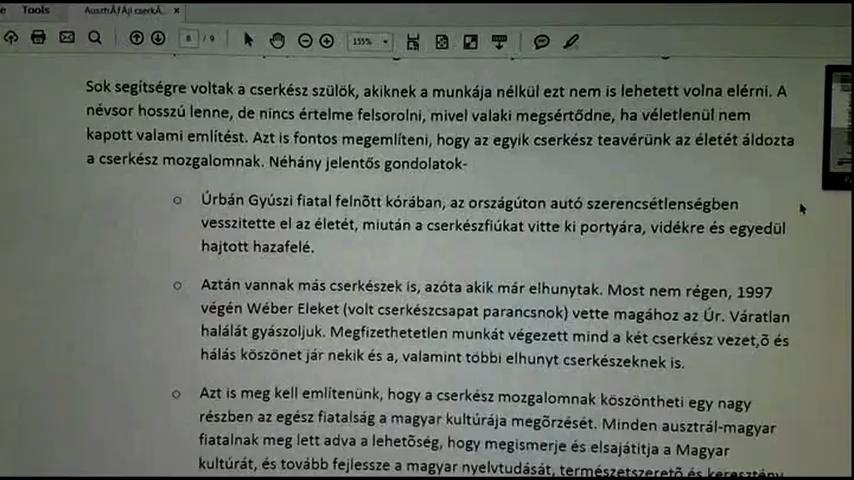 Tools
AusztrÃƒÂ¡l cserkÃ...
8 / 9
155%
Sok segítségre voltak a cserkész szülök, akiknek a munkája nélkül ezt nem is lehetett volna elérni. A
névsor hosszú lenne, de nincs értelme felsorolni, mivel valaki megsértődne, ha véletlenül nem
kapott valami említést. Azt is fontos megemlíteni, hogy az egyik cserkész teavérünk az életét áldozta
a cserkész mozgalomnak. Néhány jelentős gondolatok-
Úrbán Gyúszi fiatal felnõtt kórában, az országúton autó szerencsétlenségben
vesszitette el az életét, miután a cserkészfiúkat vitte ki portyára, vidékre és egyedül
hajtott hazafelé.
Aztán vannak más cserkészek is, azóta akik már elhunytak. Most nem régen, 1997
végén Wéber Eleket (volt cserkészcsapat parancsnok) vette magához az Úr. Váratlan
halálát gyászoljuk. Megfizethetetlen munkát végezett mind a két cserkész vezet,õ és
hálás köszönet jár nekik és a, valamint többi elhunyt cserkészeknek is.
Azt is meg kell említenünk, hogy a cserkész mozgalomnak köszöntheti egy nagy
részben az egész fiatalság a magyar kultúrája megõrzését. Minden ausztrál-magyar
fiatalnak meg lett adva a lehetõség, hogy megismerje és elsajátitja a Magyar
kultúrát, és tovább fejlessze a magyar nyelvtudását, természetszeretõ és keresztény